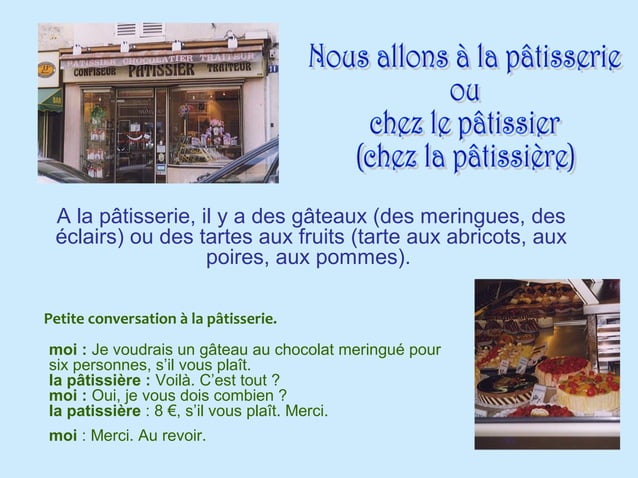 PATISSIER CHOCOLATIER TRAITEUR
CONFISEUR PATISSIER TRAITEUR
BAR
Nous allons à la pâtisserie
ou
chez le pâtissier
(chez la pâtissière)
A la pâtisserie, il y a des gâteaux (des meringues, des
éclairs) ou des tartes aux fruits (tarte aux abricots, aux
poires, aux pommes).
Petite conversation à la pâtisserie.
moi : Je voudrais un gâteau au chocolat meringué pour
six personnes, s’il vous plaît.
la pâtissière : Voilà. C’est tout ?
moi : Oui, je vous dois combien ?
la patissière : 8 €, s’il vous plaît. Merci.
moi : Merci. Au revoir.